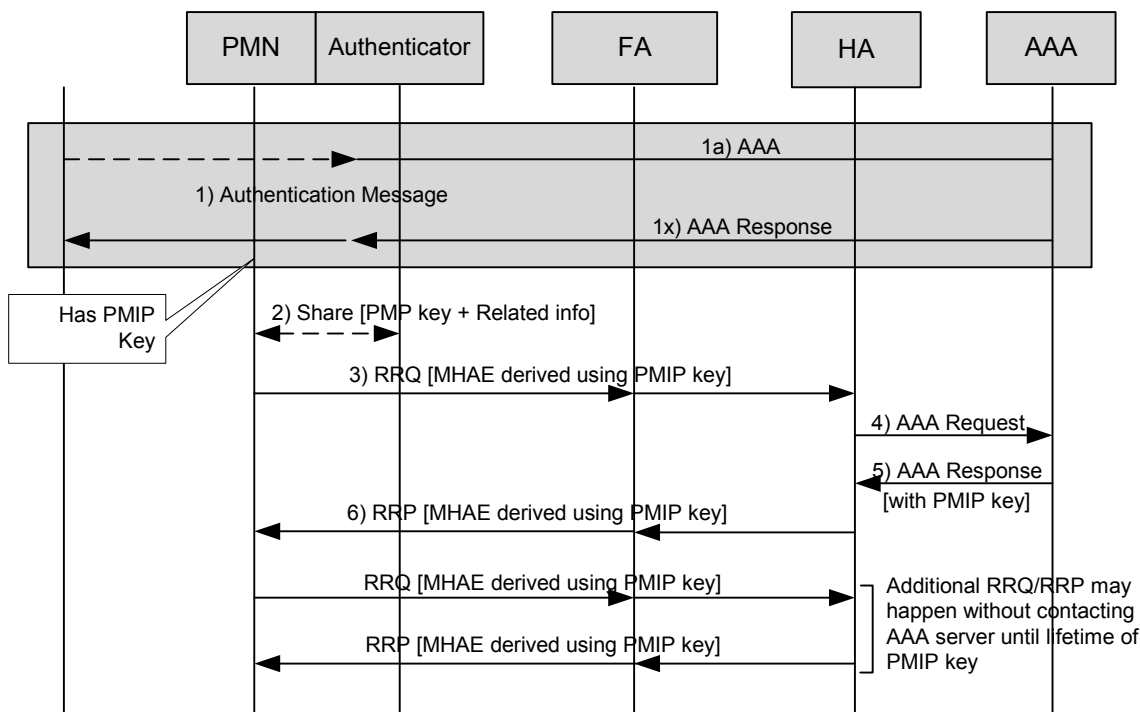 PMN
Authenticator
FA
HA
AAA
1a) AAA
1) Authentication Message
1x) AAA Response
Has PMIP
Key
2) Share [PMP key + Related info]
3) RRQ [MHAE derived using PMIP key]
4) AAA Request
5) AAA Response
[with PMIP key]
6) RRP [MHAE derived using PMIP key]
RRQ [MHAE derived using PMIP key]
Additional RRQ/RRP may
happen without contacting
AAA server until lifetime of
PMIP key
RRP [MHAE derived using PMIP key]